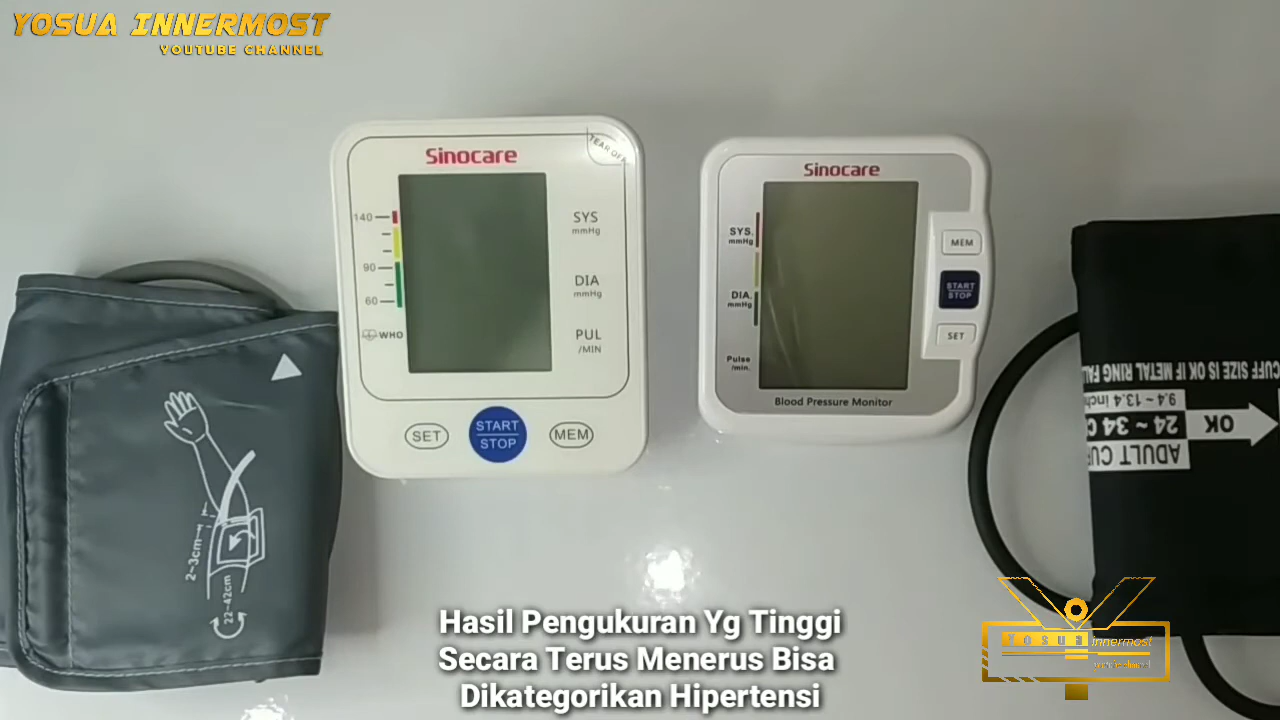 YOSUA INNERMOST
YOUTUBE CHANNEL
Sinocare
TEAR OFF
140
90
60
WHO
SYS
mmHg
DIA
mmHg
PUL
/MIN
SET
START
STOP
MEM
Sinocare
SYS.
mmHg
DIA.
mmHg
Pulse
/min.
MEM
START
STOP
SET
Blood Pressure Monitor
2~3cm
22~42cm
CUFF SIZE IS OK IF METAL RING
9.4 ~ 13.4 inch
24 ~ 34
OK
ADULT
Yosua innermost
youtube channel
Hasil Pengukuran Yg Tinggi
Secara Terus Menerus Bisa
Dikategorikan Hipertensi